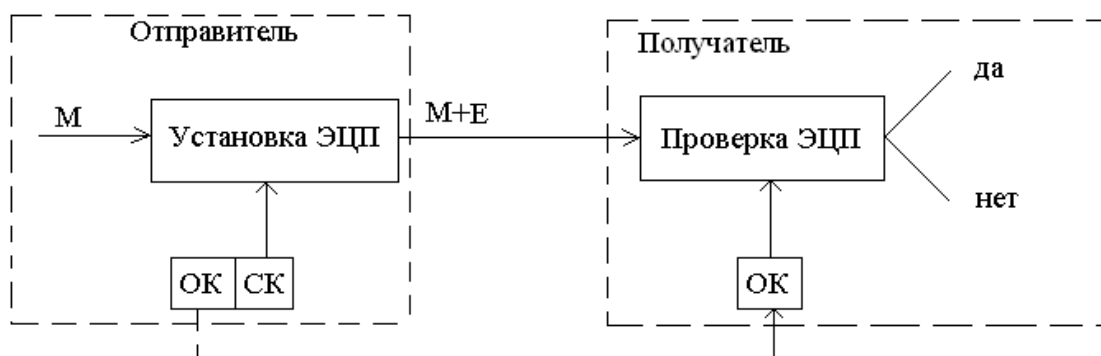 Отправитель
Получатель
да
М
М+Е
Установка ЭЦП
Проверка ЭЦП
нет
ОК
СК
ОК